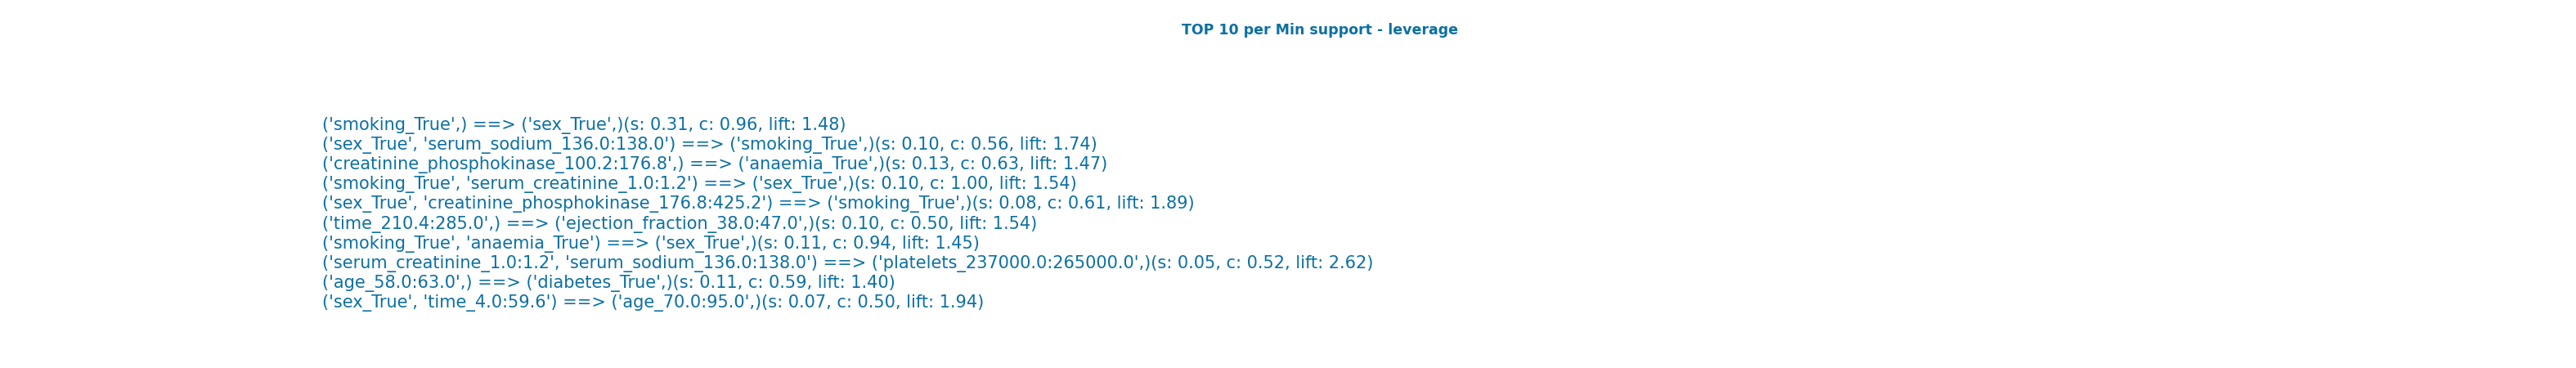 TOP 10 per Min support - leverage
('smoking_True',) ==> ('sex_True',)(s: 0.31, c: 0.96, lift: 1.48)
('sex_True', 'serum_sodium_136.0:138.0') ==> ('smoking_True',)(s: 0.10, c: 0.56, lift: 1.74)
('creatinine_phosphokinase_100.2:176.8',) ==> ('anaemia_True',)(s: 0.13, c: 0.63, lift: 1.47)
('smoking_True', 'serum_creatinine_1.0:1.2') ==> ('sex_True',)(s: 0.10, c: 1.00, lift: 1.54)
('sex_True', 'creatinine_phosphokinase_176.8:425.2') ==> ('smoking_True',)(s: 0.08, c: 0.61, lift: 1.89)
('time_210.4:285.0',) ==> ('ejection_fraction_38.0:47.0',)(s: 0.10, c: 0.50, lift: 1.54)
('smoking_True', 'anaemia_True') ==> ('sex_True',)(s: 0.11, c: 0.94, lift: 1.45)
('serum_creatinine_1.0:1.2', 'serum_sodium_136.0:138.0') ==> ('platelets_237000.0:265000.0',)(s: 0.05, c: 0.52, lift: 2.62)
('age_58.0:63.0',) ==> ('diabetes_True',)(s: 0.11, c: 0.59, lift: 1.40)
('sex_True', 'time_4.0:59.6') ==> ('age_70.0:95.0',)(s: 0.07, c: 0.50, lift: 1.94)